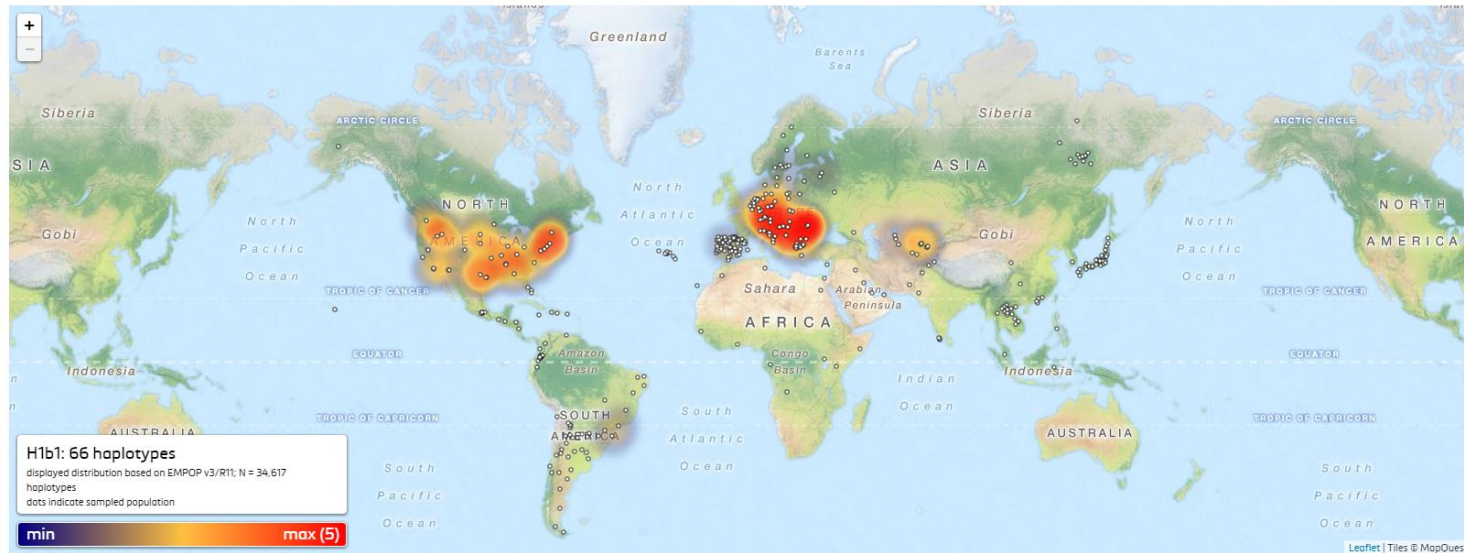 Islands
Islands
+
−
Greenland
Barents
Sea
Siberia
ARCTIC CIRCLE
Siberia
ARCTIC CIRCLE
SIA
ASIA
NORTH
AMERICA
North
Atlantic
Ocean
Gobi
North
Pacific
Ocean
Gobi
North
Pacific
Ocean
NORTH
AMERICA
TROPIC OF CANCER
Sahara
Arabian
Peninsula
TROPIC OF CANCER
AFRICA
EQUATOR
Amazon
Basin
Congo
Basin
EQUATOR
Indonesia
Indian
Ocean
Indonesia
TROPIC OF CAPRICORN
SOUTH
AMERICA
South
Atlantic
Ocean
TROPIC OF CAPRICORN
AUSTRALIA
AUSTRALIA
South
Pacific
Ocean
South
Pacific
Ocean
H1b1: 66 haplotypes
displayed distribution based on EMPOP v3/R11; N = 34,617
haplotypes
dots indicate sampled population
min
max (5)
Leaflet | Tiles © MapQues